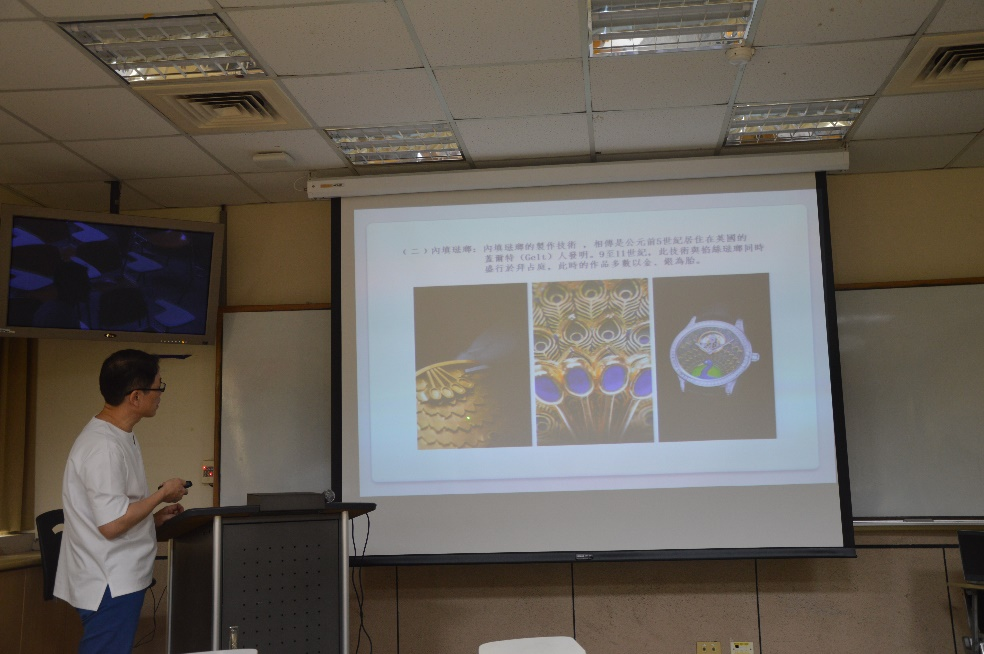 （二）內填琺瑯：內填琺瑯的製作技術，相傳是公元前5世紀居住在英國的
蓋爾特（Gelt）人發明。9至11世紀，此技術與掐絲琺瑯同時
盛行於拜占庭。此時的作品多數以金、銀為胎。